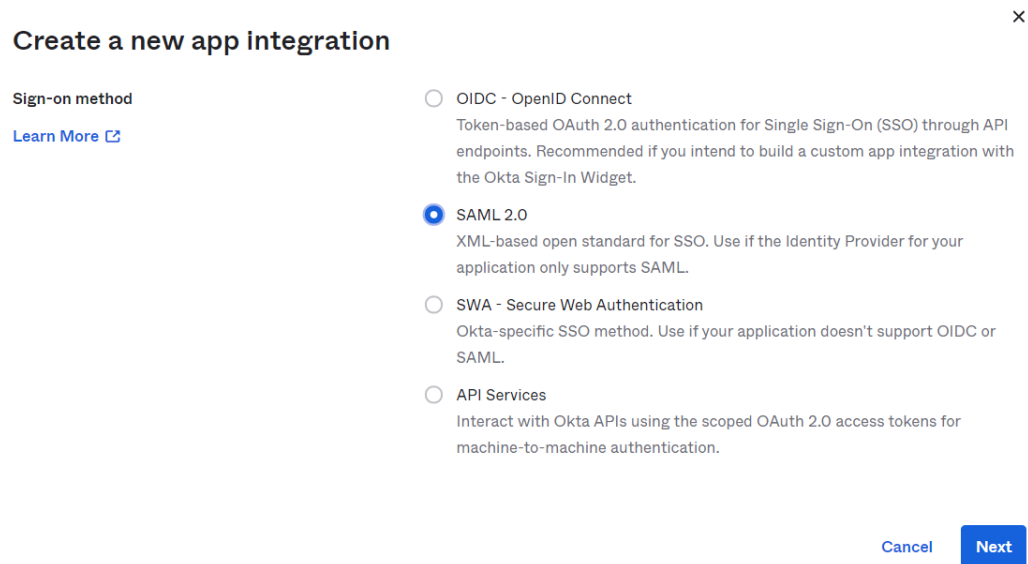 Create a new app integration
Sign-on method
Learn More
OIDC - OpenID Connect
Token-based OAuth 2.0 authentication for Single Sign-On (SSO) through API
endpoints. Recommended if you intend to build a custom app integration with
the Okta Sign-In Widget.
SAML 2.0
XML-based open standard for SSO. Use if the Identity Provider for your
application only supports SAML.
SWA - Secure Web Authentication
Okta-specific SSO method. Use if your application doesn't support OIDC or
SAML.
API Services
Interact with Okta APIs using the scoped OAuth 2.0 access tokens for
machine-to-machine authentication.
Cancel
Next